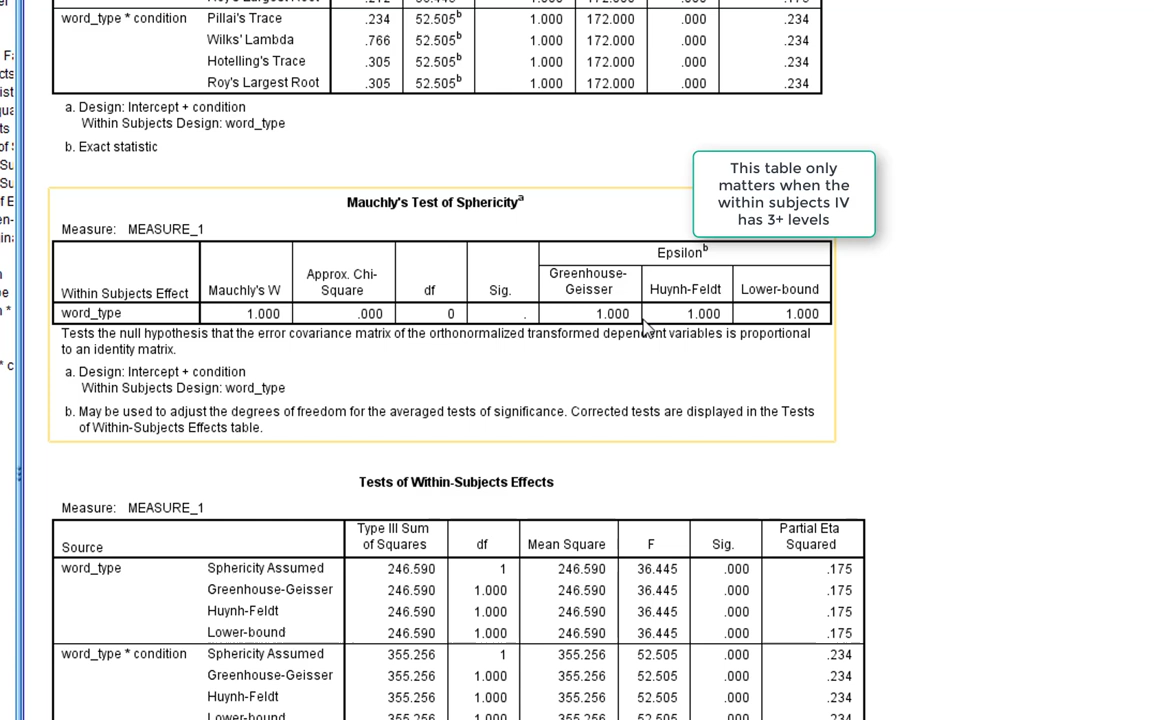 word_type * condition Pillai's Trace .234 52.505b 1.000 172.000 .000 .234
Wilks' Lambda .766 52.505b 1.000 172.000 .000 .234
Hotelling's Trace .305 52.505b 1.000 172.000 .000 .234
Roy's Largest Root .305 52.505b 1.000 172.000 .000 .234
a. Design: Intercept + condition
Within Subjects Design: word_type
b. Exact statistic
This table only
matters when the
within subjects IV
has 3+ levels
Mauchly's Test of Sphericitya
Measure: MEASURE_1
Epsilonb
Within Subjects Effect Mauchly's W Approx. Chi-Square df Sig. Greenhouse-Geisser Huynh-Feldt Lower-bound
word_type 1.000 .000 0 . 1.000 1.000 1.000
Tests the null hypothesis that the error covariance matrix of the orthonormalized transformed dependent variables is proportional
to an identity matrix.
a. Design: Intercept + condition
Within Subjects Design: word_type
b. May be used to adjust the degrees of freedom for the averaged tests of significance. Corrected tests are displayed in the Tests
of Within-Subjects Effects table.
Tests of Within-Subjects Effects
Measure: MEASURE_1
Source Type III Sum of Squares df Mean Square F Sig. Partial Eta Squared
word_type Sphericity Assumed 246.590 1 246.590 36.445 .000 .175
Greenhouse-Geisser 246.590 1.000 246.590 36.445 .000 .175
Huynh-Feldt 246.590 1.000 246.590 36.445 .000 .175
Lower-bound 246.590 1.000 246.590 36.445 .000 .175
word_type * condition Sphericity Assumed 355.256 1 355.256 52.505 .000 .234
Greenhouse-Geisser 355.256 1.000 355.256 52.505 .000 .234
Huynh-Feldt 355.256 1.000 355.256 52.505 .000 .234
Lower-bound 355.256 1.000 355.256 52.505 .000 .234